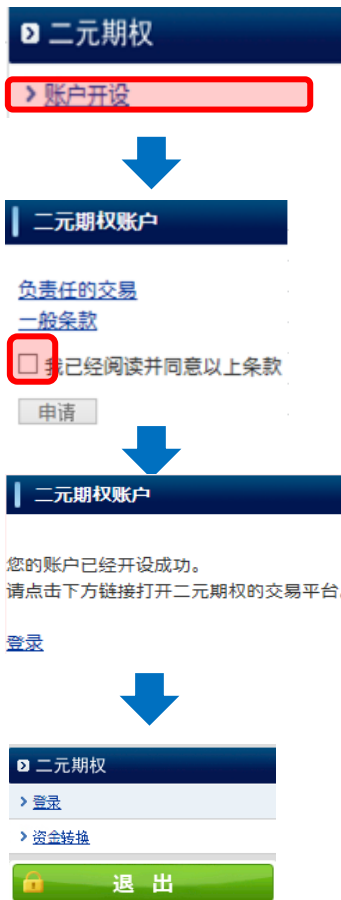 二元期权
账户开设
二元期权账户
负责任的交易
一般条款
我已经阅读并同意以上条款
申请
二元期权账户
您的账户已经开设成功。
请点击下方链接打开二元期权的交易平台。
登录
二元期权
登录
资金转换
退出